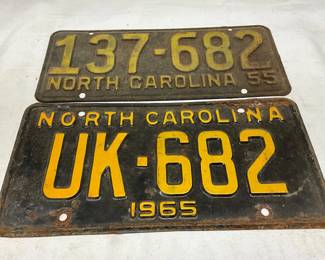 137-682
NORTH CAROLINA 55
NORTH CAROLINA
UK·682
1965